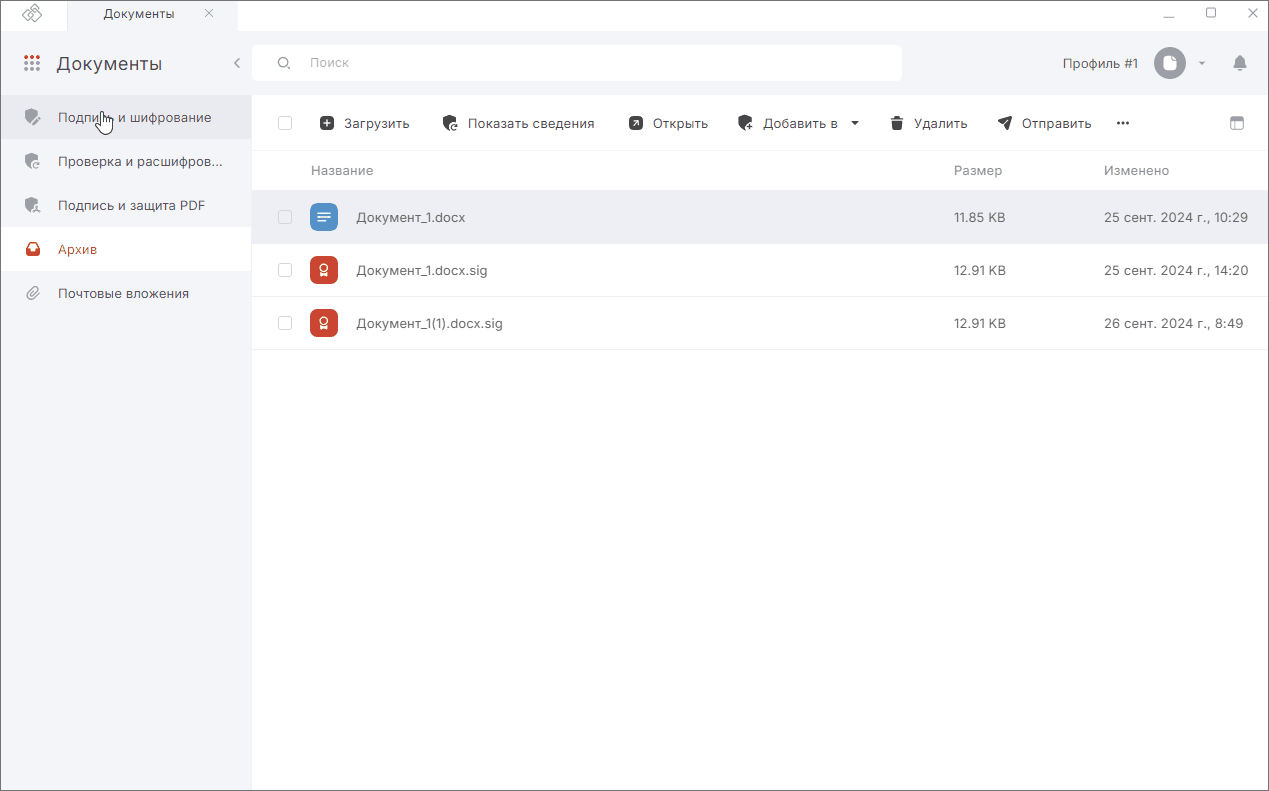 Документы
Документы
Поиск
Профиль #1
Подпись и шифрование
Проверка и расшифров...
Подпись и защита PDF
Архив
Почтовые вложения
Загрузить Показать сведения Открыть Добавить в Удалить Отправить
Название Размер Изменено
Документ_1.docx 11.85 KB 25 сент. 2024 г., 10:29
Документ_1.docx.sig 12.91 KB 25 сент. 2024 г., 14:20
Документ_1(1).docx.sig 12.91 KB 26 сент. 2024 г., 8:49